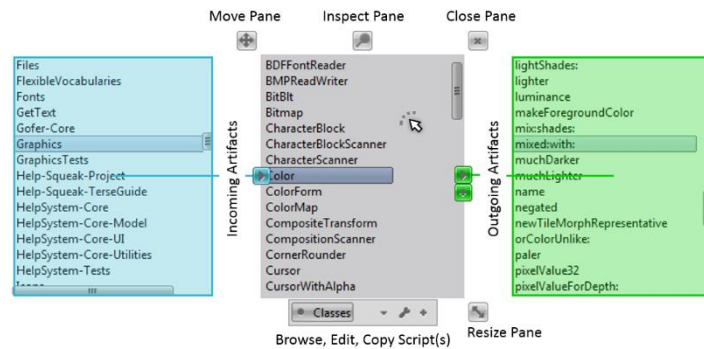 Move Pane
Inspect Pane
Close Pane
Files
FlexibleVocabularies
Fonts
GetText
Gofer-Core
Graphics
GraphicsTests
Help-Squeak-Project
Help-Squeak-TerseGuide
HelpSystem-Core
HelpSystem-Core-Model
HelpSystem-Core-UI
HelpSystem-Core-Utilities
HelpSystem-Tests
Incoming Artifacts
BDFFontReader
BMPReadWriter
BitBlt
Bitmap
CharacterBlock
CharacterBlockScanner
CharacterScanner
Color
ColorForm
ColorMap
CompositeTransform
CompositionScanner
CornerRounder
Cursor
CursorWithAlpha
Outgoing Artifacts
lightShades:
lighter
luminance
makeForegroundColor
mix:shades:
mixed:with:
muchDarker
muchLighter
name
negated
newTileMorphRepresentative
orColorUnlike:
paler
pixelValue32
pixelValueForDepth:
Classes
Resize Pane
Browse, Edit, Copy Script(s)